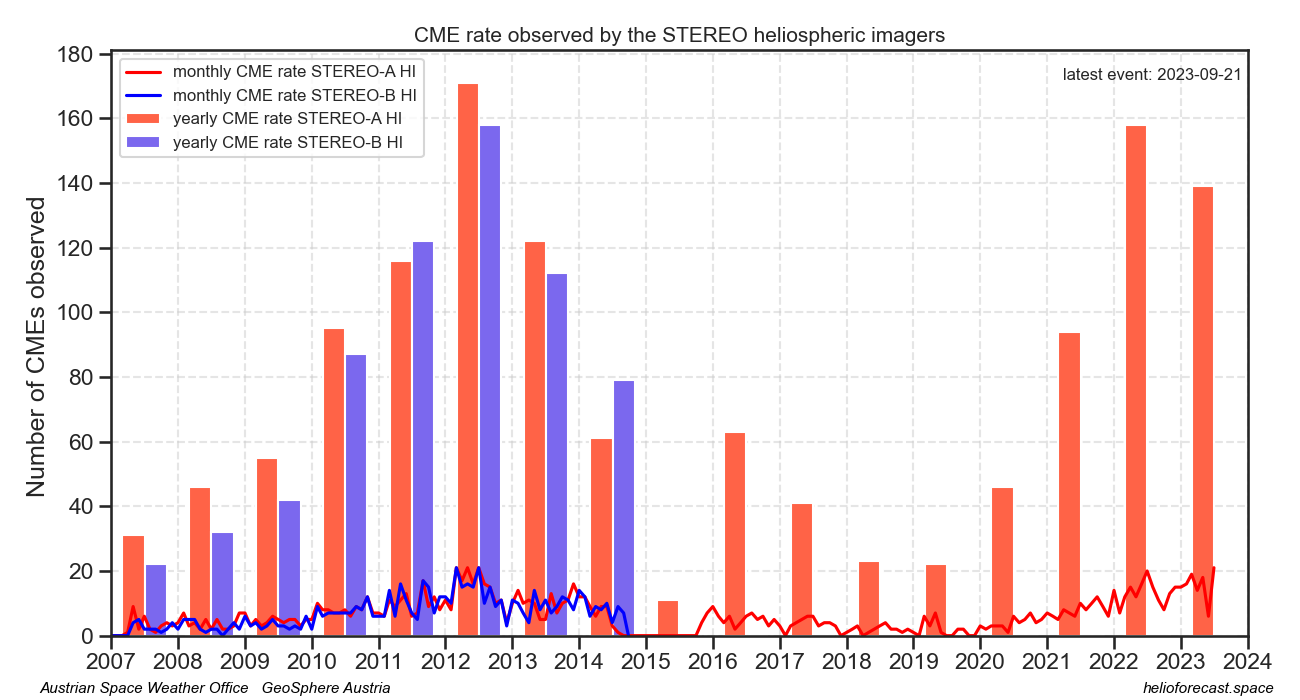 CME rate observed by the STEREO heliospheric imagers
monthly CME rate STEREO-A HI
monthly CME rate STEREO-B HI
yearly CME rate STEREO-A HI
yearly CME rate STEREO-B HI
latest event: 2023-09-21
Number of CMEs observed
180
160
140
120
100
80
60
40
20
0
2007 2008 2009 2010 2011 2012 2013 2014 2015 2016 2017 2018 2019 2020 2021 2022 2023 2024
Austrian Space Weather Office GeoSphere Austria
helioforecast.space